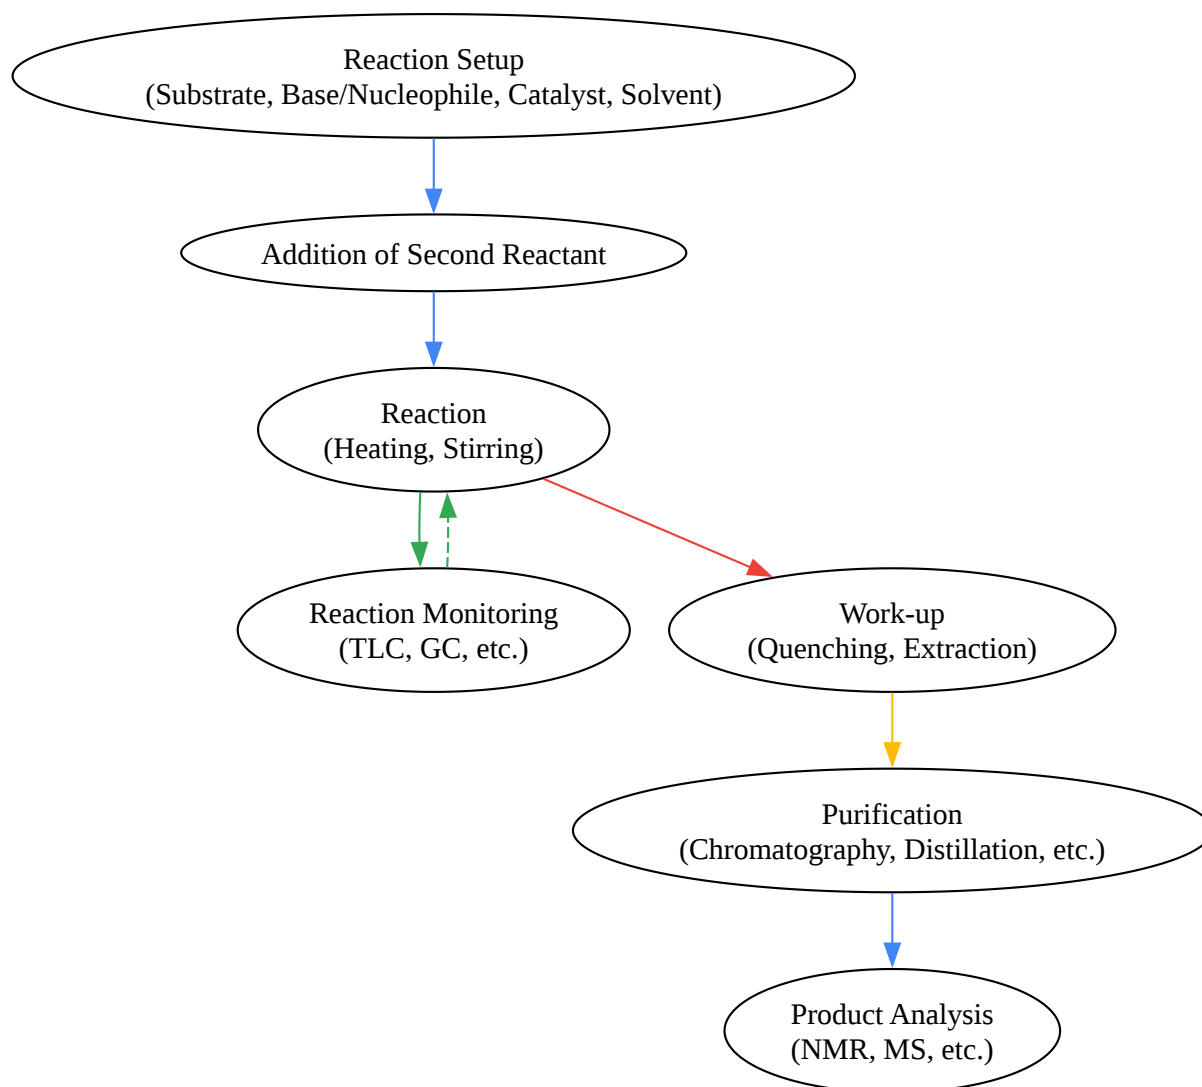 Reaction Setup
(Substrate, Base/Nucleophile, Catalyst, Solvent)
Addition of Second Reactant
Reaction
(Heating, Stirring)
Reaction Monitoring
(TLC, GC, etc.)
Work-up
(Quenching, Extraction)
Purification
(Chromatography, Distillation, etc.)
Product Analysis
(NMR, MS, etc.)